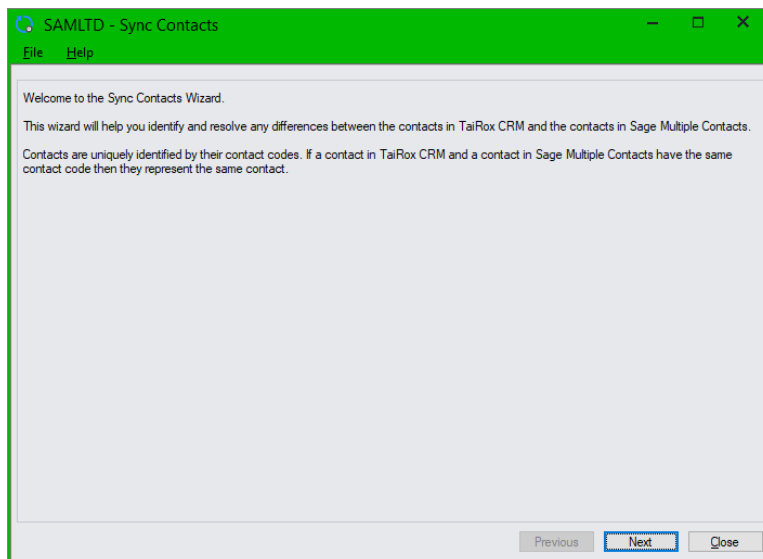 SAMLTD - Sync Contacts
File Help
Welcome to the Sync Contacts Wizard.
This wizard will help you identify and resolve any differences between the contacts in TaiRox CRM and the contacts in Sage Multiple Contacts.
Contacts are uniquely identified by their contact codes. If a contact in TaiRox CRM and a contact in Sage Multiple Contacts have the same
contact code then they represent the same contact.
Previous Next Close